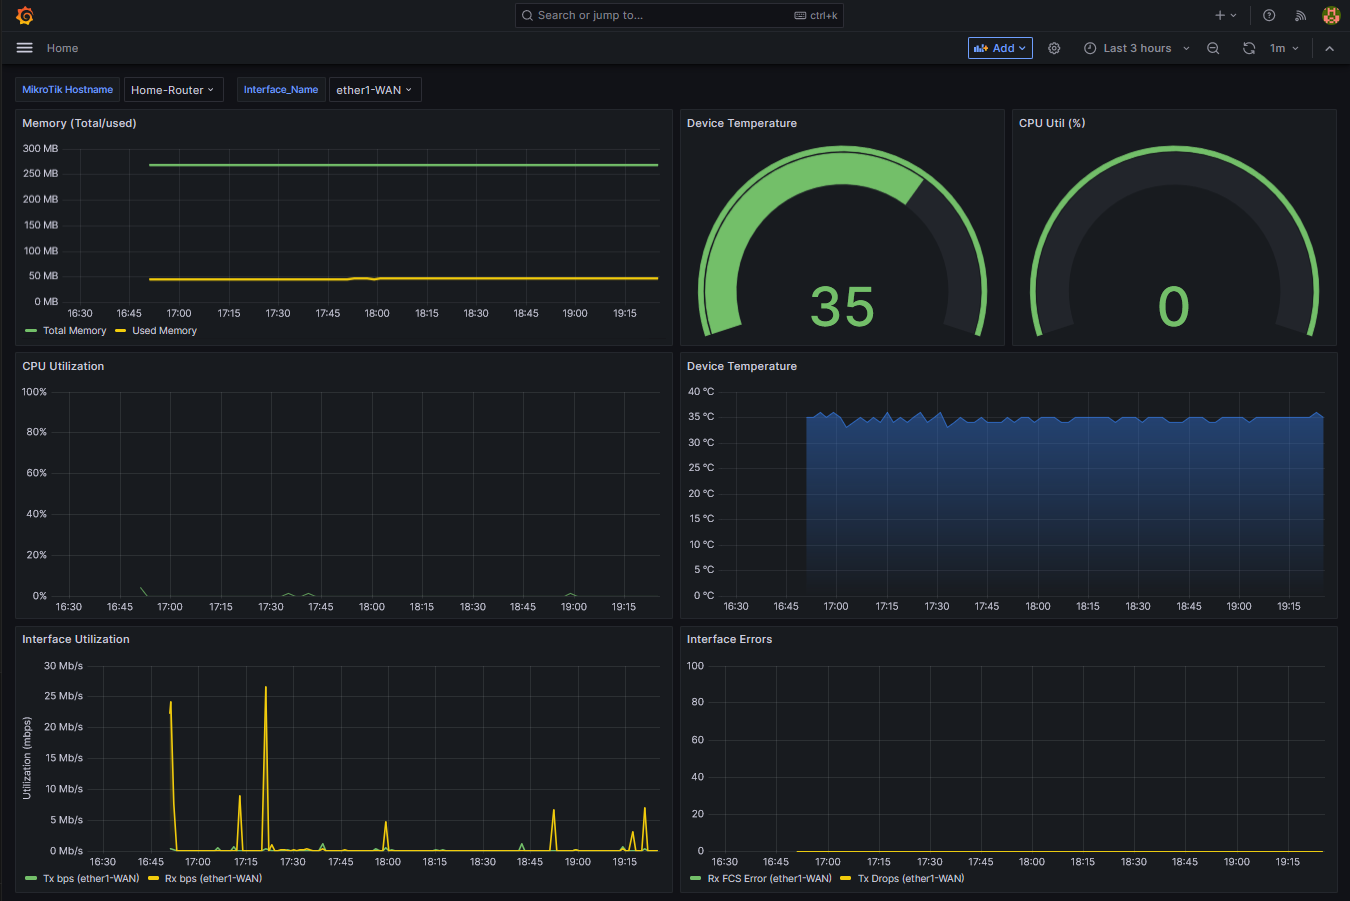 Search or jump to... ctrl+k
Home Add Last 3 hours 1m
MikroTik Hostname Home-Router Interface_Name ether1-WAN
Memory (Total/used)
300 MB
250 MB
200 MB
150 MB
100 MB
50 MB
0 MB
16:30 16:45 17:00 17:15 17:30 17:45 18:00 18:15 18:30 18:45 19:00 19:15
Total Memory Used Memory
Device Temperature
35
CPU Util (%)
0
CPU Utilization
100%
80%
60%
40%
20%
0%
16:30 16:45 17:00 17:15 17:30 17:45 18:00 18:15 18:30 18:45 19:00 19:15
Device Temperature
40 °C
35 °C
30 °C
25 °C
20 °C
15 °C
10 °C
5 °C
0 °C
16:30 16:45 17:00 17:15 17:30 17:45 18:00 18:15 18:30 18:45 19:00 19:15
Interface Utilization
Utilization (mbps)
30 Mb/s
25 Mb/s
20 Mb/s
15 Mb/s
10 Mb/s
5 Mb/s
0 Mb/s
16:30 16:45 17:00 17:15 17:30 17:45 18:00 18:15 18:30 18:45 19:00 19:15
Tx bps (ether1-WAN) Rx bps (ether1-WAN)
Interface Errors
100
80
60
40
20
0
16:30 16:45 17:00 17:15 17:30 17:45 18:00 18:15 18:30 18:45 19:00 19:15
Rx FCS Error (ether1-WAN) Tx Drops (ether1-WAN)